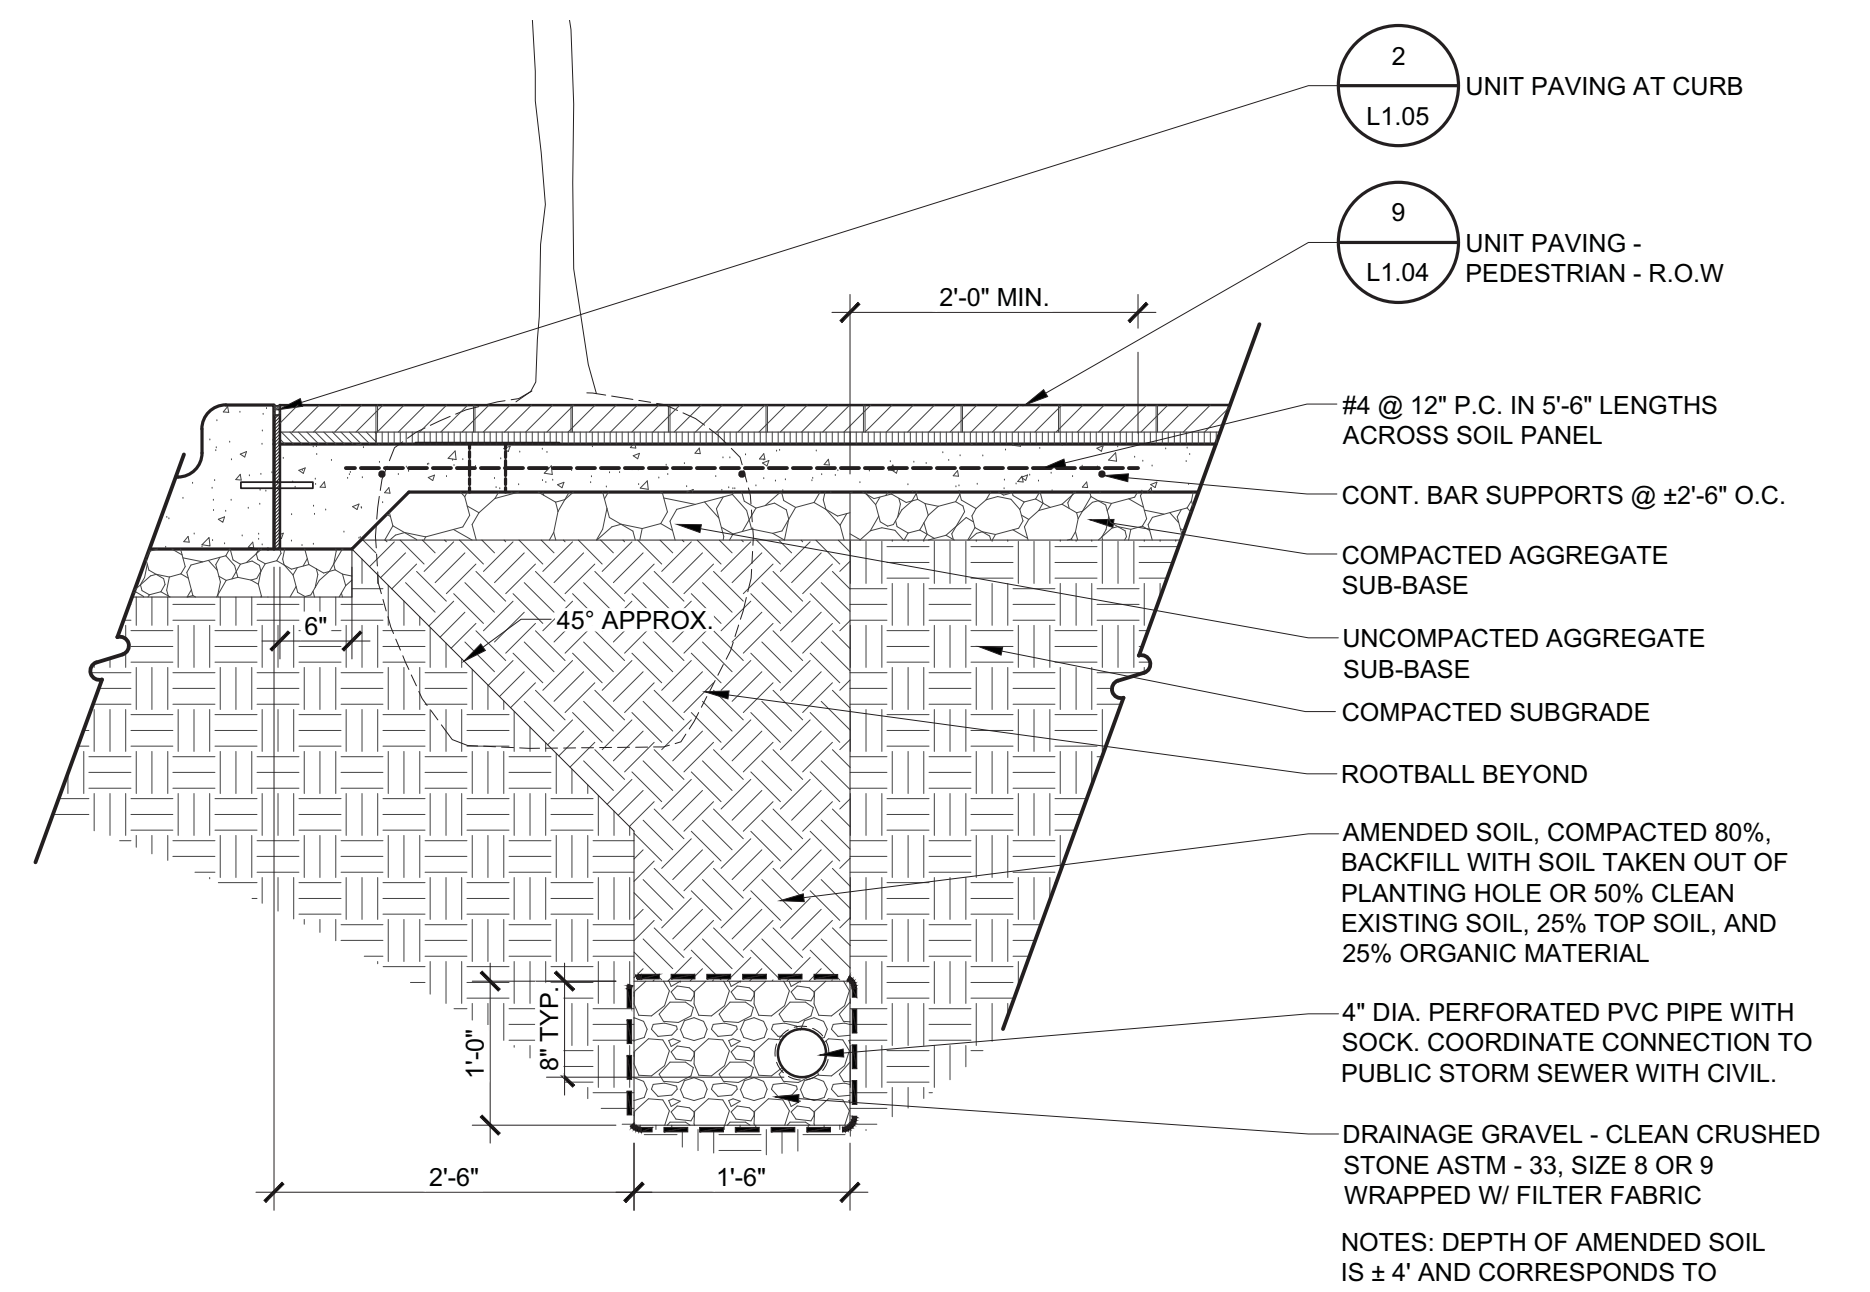 2
L1.05
UNIT PAVING AT CURB
9
L1.04
UNIT PAVING -
PEDESTRIAN - R.O.W
2'-0" MIN.
#4 @ 12" P.C. IN 5'-6" LENGTHS
ACROSS SOIL PANEL
CONT. BAR SUPPORTS @ ±2'-6" O.C.
COMPACTED AGGREGATE
SUB-BASE
6"
45° APPROX.
UNCOMPACTED AGGREGATE
SUB-BASE
COMPACTED SUBGRADE
ROOTBALL BEYOND
AMENDED SOIL, COMPACTED 80%,
BACKFILL WITH SOIL TAKEN OUT OF
PLANTING HOLE OR 50% CLEAN
EXISTING SOIL, 25% TOP SOIL, AND
25% ORGANIC MATERIAL
1'-0"
8" TYP.
4" DIA. PERFORATED PVC PIPE WITH
SOCK. COORDINATE CONNECTION TO
PUBLIC STORM SEWER WITH CIVIL.
DRAINAGE GRAVEL - CLEAN CRUSHED
STONE ASTM - 33, SIZE 8 OR 9
WRAPPED W/ FILTER FABRIC
2'-6"
1'-6"
NOTES: DEPTH OF AMENDED SOIL
IS ± 4' AND CORRESPONDS TO